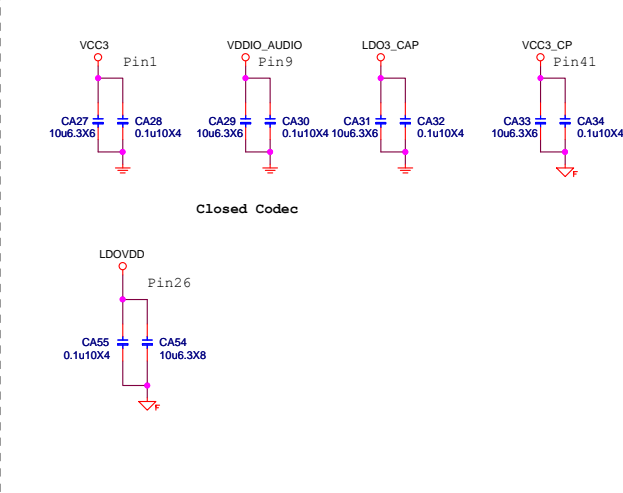 VCC3 VDDIO_AUDIO LDO3_CAP VCC3_CP
Pin1 Pin9 Pin41
CA27 CA28 CA29 CA30 CA31 CA32 CA33 CA34
10u6.3X6 0.1u10X4 10u6.3X6 0.1u10X4 10u6.3X6 0.1u10X4 10u6.3X6 0.1u10X4
F
Closed Codec
LDOVDD
Pin26
CA55 CA54
0.1u10X4 10u6.3X8
F